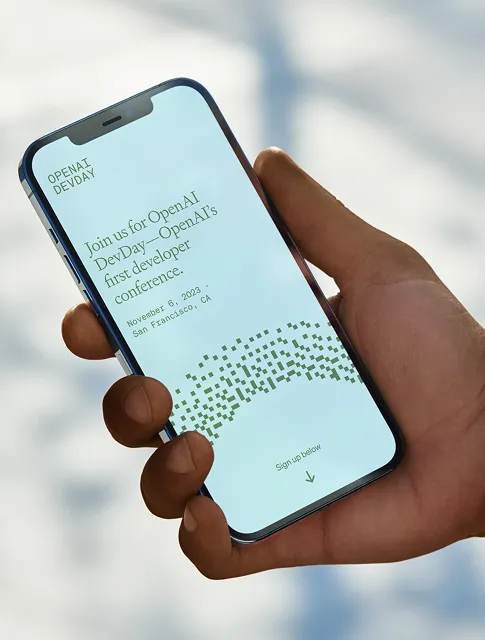 OPENAI
DEVDAY
Join us for OpenAI
DevDay—OpenAI's
first developer
conference.
November 6, 2023 -
San Francisco, CA
Sign up below
↓